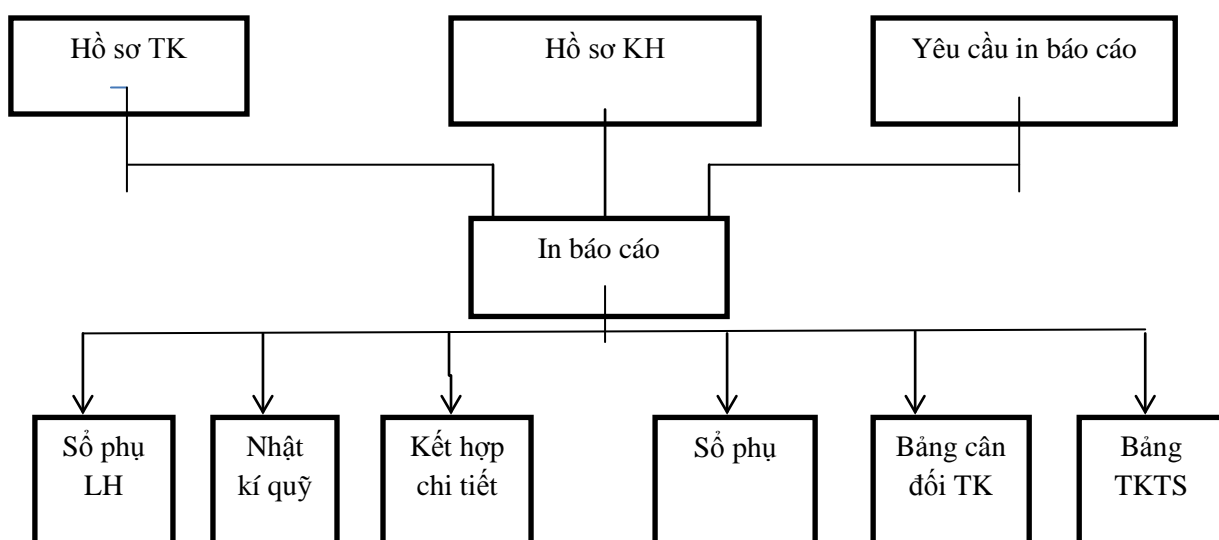 Hồ sơ TK
Hồ sơ KH
Yêu cầu in báo cáo
In báo cáo
Sổ phụ
LH
Nhật
kí quỹ
Kết hợp
chi tiết
Sổ phụ
Bảng cân
đối TK
Bảng
TKTS